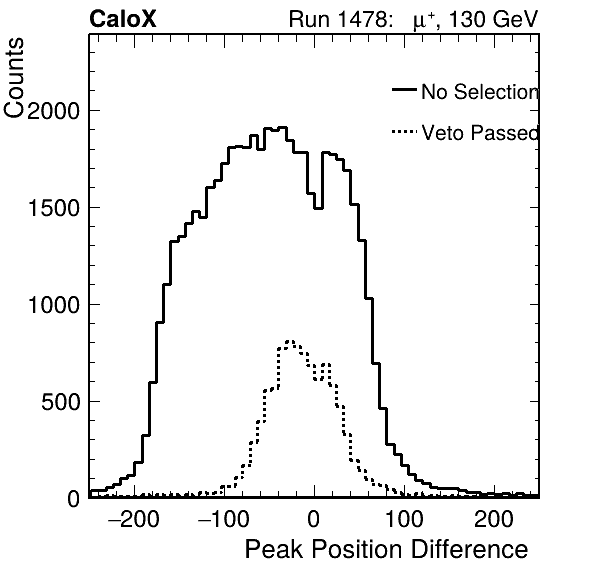 CaloX Run 1478: μ⁺, 130 GeV
Counts
No Selection
Veto Passed
2000
1500
1000
500
0
−200 −100 0 100 200
Peak Position Difference